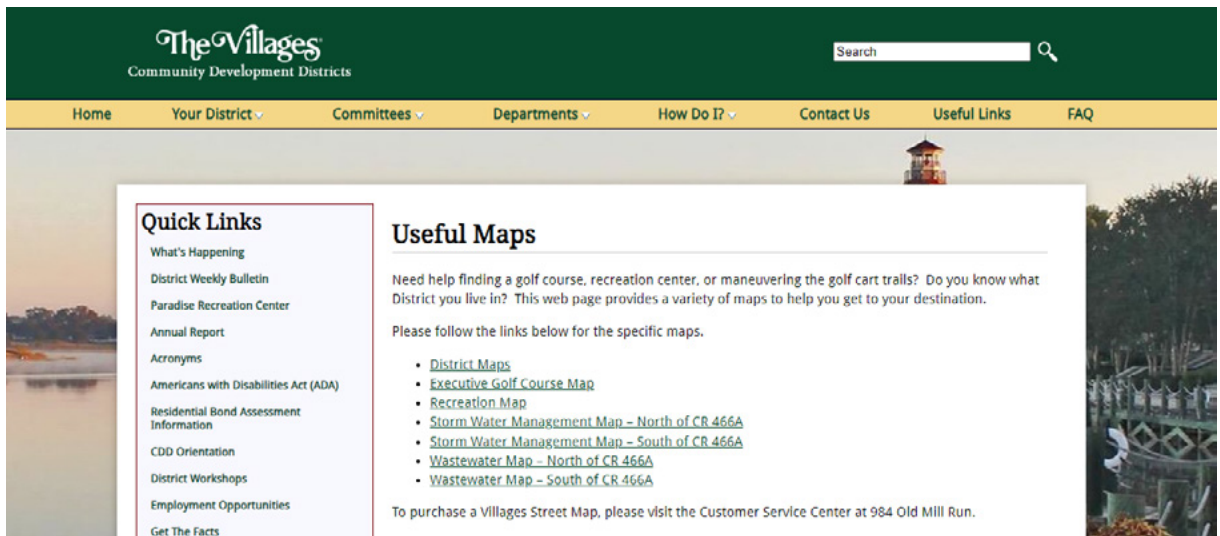 The Villages
Community Development Districts
Search
Home Your District Committees Departments How Do I? Contact Us Useful Links FAQ
Quick Links
What's Happening
District Weekly Bulletin
Paradise Recreation Center
Annual Report
Acronyms
Americans with Disabilities Act (ADA)
Residential Bond Assessment
Information
CDD Orientation
District Workshops
Employment Opportunities
Get The Facts
Useful Maps
Need help finding a golf course, recreation center, or maneuvering the golf cart trails? Do you know what
District you live in? This web page provides a variety of maps to help you get to your destination.
Please follow the links below for the specific maps.
• District Maps
• Executive Golf Course Map
• Recreation Map
• Storm Water Management Map – North of CR 466A
• Storm Water Management Map – South of CR 466A
• Wastewater Map – North of CR 466A
• Wastewater Map – South of CR 466A
To purchase a Villages Street Map, please visit the Customer Service Center at 984 Old Mill Run.